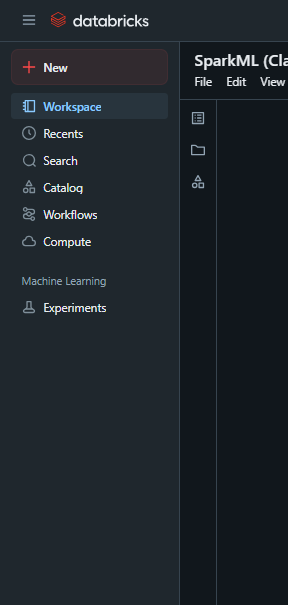 databricks
New
Workspace
Recents
Search
Catalog
Workflows
Compute
Machine Learning
Experiments
SparkML (Cla
File Edit View